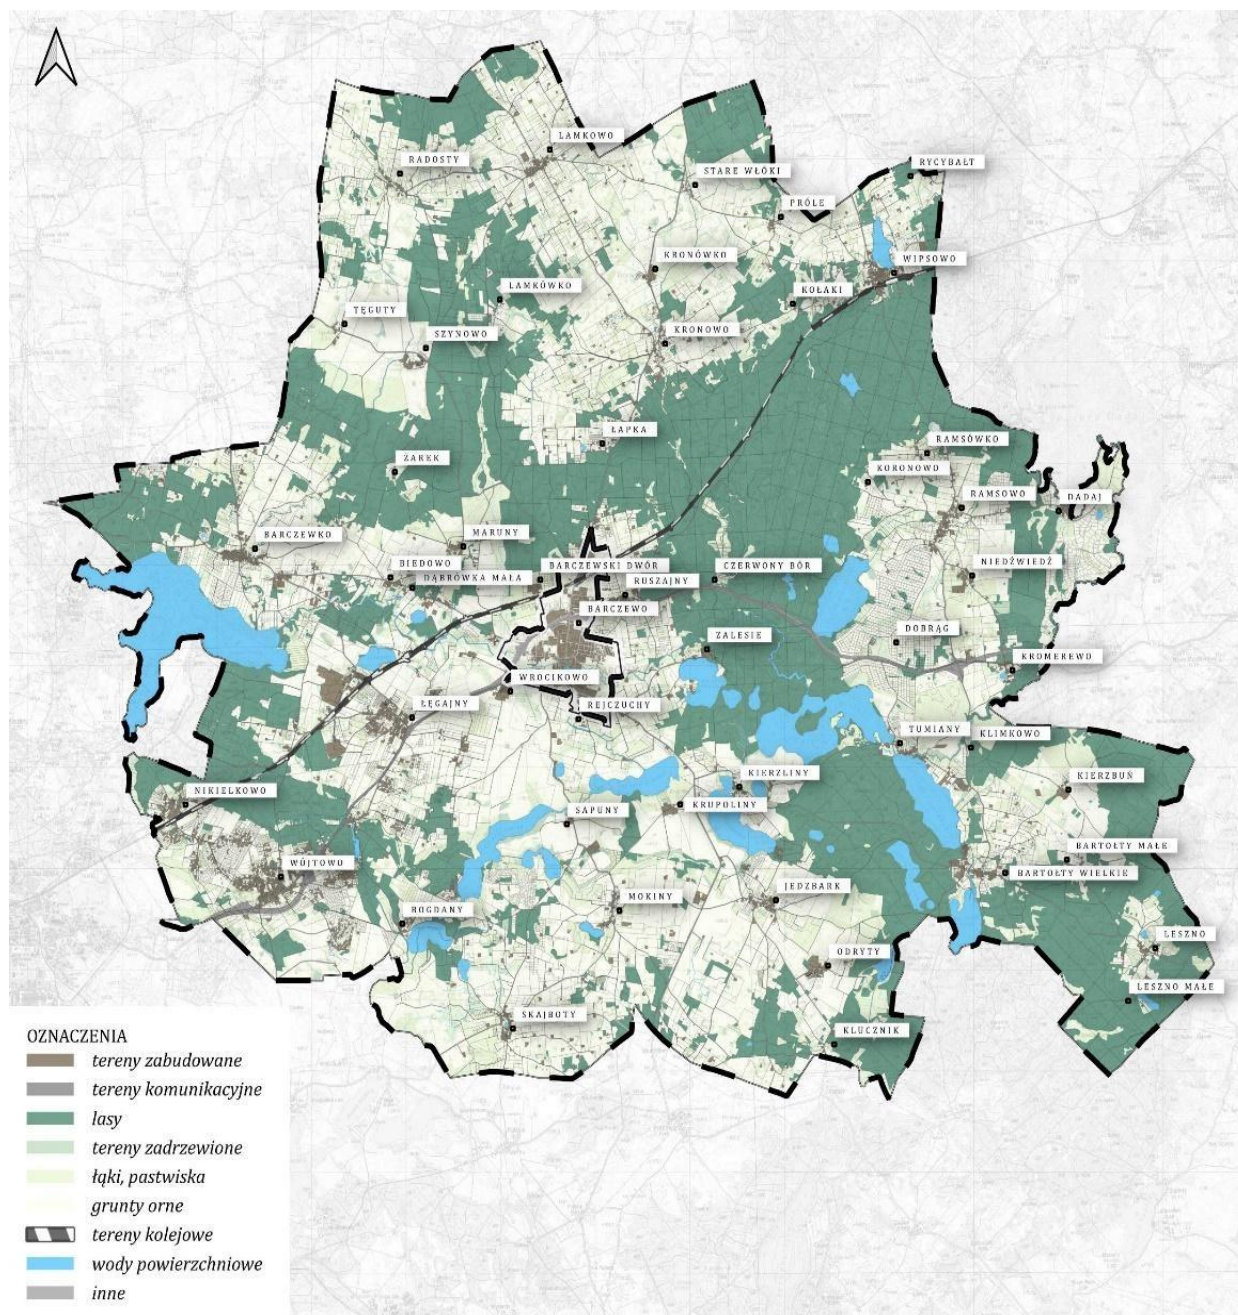 LAMKOWO
RADOSTY
STARE WŁÓKI
RYCYBAŁT
PRÓLE
KRONÓWKO
WIPSOWO
LAMKÓWKO
KOŁAKI
TĘGUTY
SZYNOWO
KRONOWO
ŁAPKA
RAMSÓWKO
ZAREK
KORONOWO
RAMSOWO
DADAJ
BARCZEWKO
MARUNY
BIEDOWO
BARCZEWSKI DWÓR
NIEDŹWIEDŹ
DĄBRÓWKA MAŁA
RUSZAJNY
CZERWONY BÓR
BARCZEWO
DOBRĄG
ZALESIE
KROMEREWO
WROCIKOWO
ŁĘGAJNY
REJCZUCHY
TUMIANY
KLIMKOWO
KIERZLINY
KIERZBUŃ
NIKIELKOWO
KRUPOLINY
SAPUNY
BARTOŁTY MAŁE
WÓJTOWO
BARTOŁTY WIELKIE
JEDZBARK
MOKINY
BOGDANY
LESZNO
ODRYTY
LESZNO MAŁE
SKAJBOTY
KLUCZNIK
OZNACZENIA
tereny zabudowane
tereny komunikacyjne
lasy
tereny zadrzewione
łąki, pastwiska
grunty orne
tereny kolejowe
wody powierzchniowe
inne